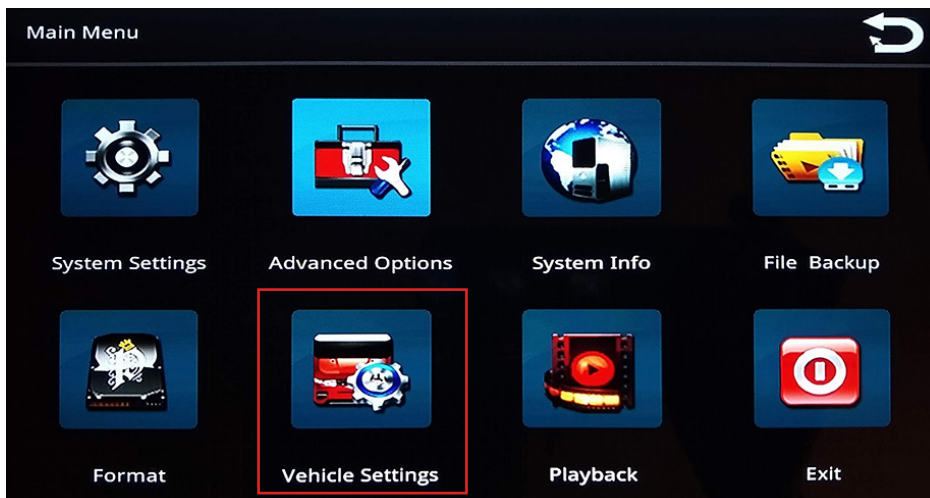 Main Menu
System Settings
Advanced Options
System Info
File Backup
Format
Vehicle Settings
Playback
Exit